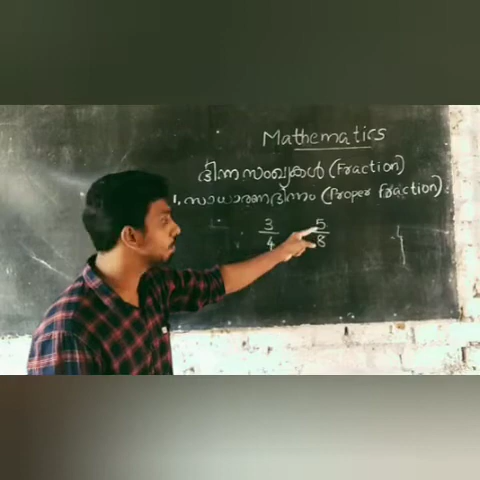 Mathematics
ഭിന്നസംഖ്യകൾ (Fraction)
1, സാധാരണഭിന്നം (Proper Fraction) :
3/4 5/8